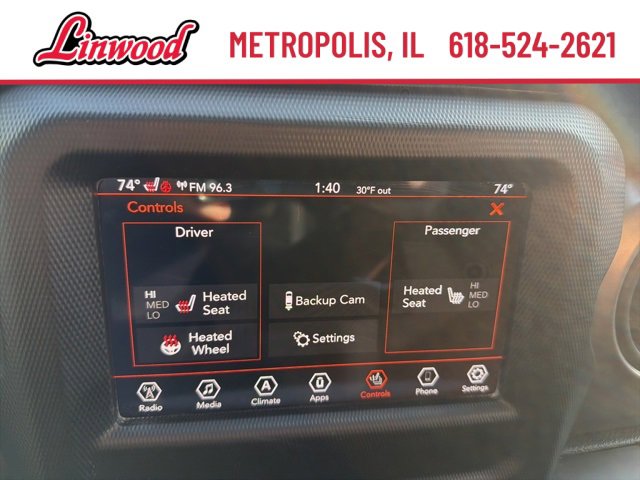 Linwood METROPOLIS, IL 618-524-2621
74° FM 96.3 1:40 30°F out 74°
Controls X
Driver
Passenger
HI
MED
LO
Heated
Seat
Backup Cam
Heated
Seat
HI
MED
LO
Heated
Wheel
Settings
Radio Media Climate Apps Controls Phone Settings